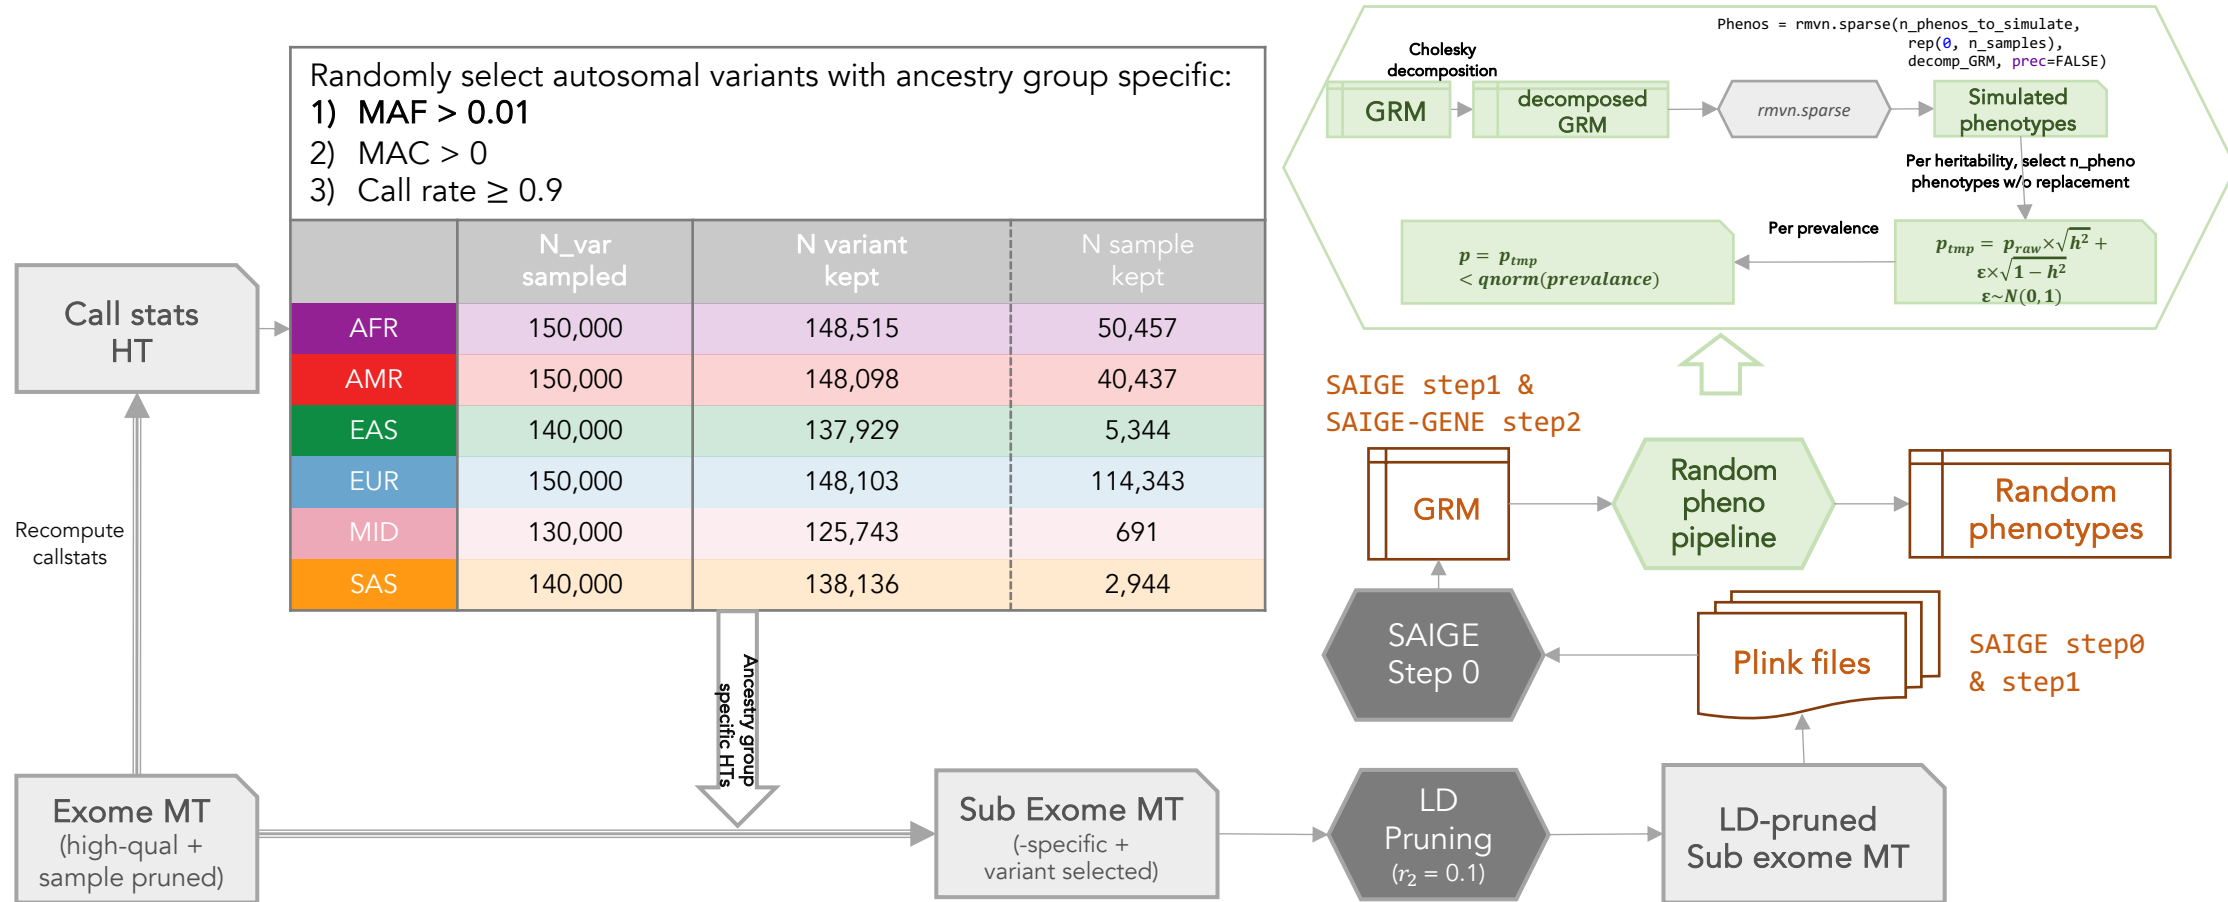 Randomly select autosomal variants with ancestry group specific:
1) MAF > 0.01
2) MAC > 0
3) Call rate ≥ 0.9
N_var sampled
N variant kept
N sample kept
AFR 150,000 148,515 50,457
AMR 150,000 148,098 40,437
EAS 140,000 137,929 5,344
EUR 150,000 148,103 114,343
MID 130,000 125,743 691
SAS 140,000 138,136 2,944
Call stats
HT
Recompute
callstats
Exome MT
(high-qual +
sample pruned)
Ancestry group
specific HTs
Sub Exome MT
(-specific +
variant selected)
LD
Pruning
(r₂ = 0.1)
LD-pruned
Sub exome MT
Plink files
SAIGE step0
& step1
SAIGE
Step 0
SAIGE step1 &
SAIGE-GENE step2
GRM
Random
pheno
pipeline
Random
phenotypes
Cholesky
decomposition
GRM
decomposed
GRM
rmvn.sparse
Phenos = rmvn.sparse(n_phenos_to_simulate,
rep(0, n_samples),
decomp_GRM, prec=FALSE)
Simulated
phenotypes
Per heritability, select n_pheno
phenotypes w/o replacement
p_tmp = p_raw×√h² +
ε×√1 − h²
ε~N(0, 1)
Per prevalence
p = p_tmp
< qnorm(prevalance)